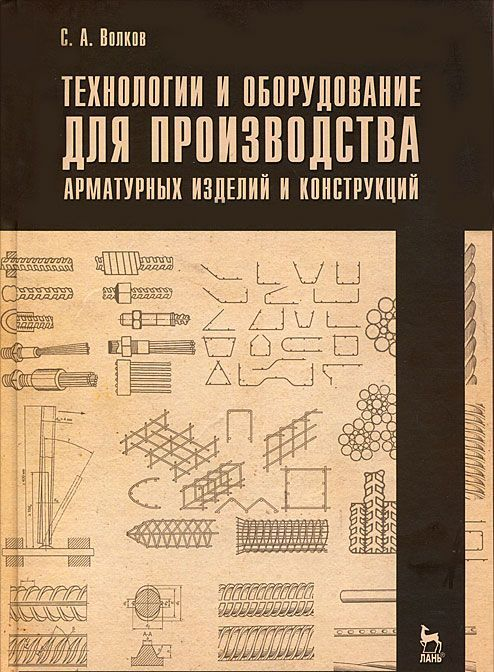 С. А. Волков
ТЕХНОЛОГИИ И ОБОРУДОВАНИЕ
ДЛЯ ПРОИЗВОДСТВА
АРМАТУРНЫХ ИЗДЕЛИЙ И КОНСТРУКЦИЙ
А-А
ЛАНЬ®